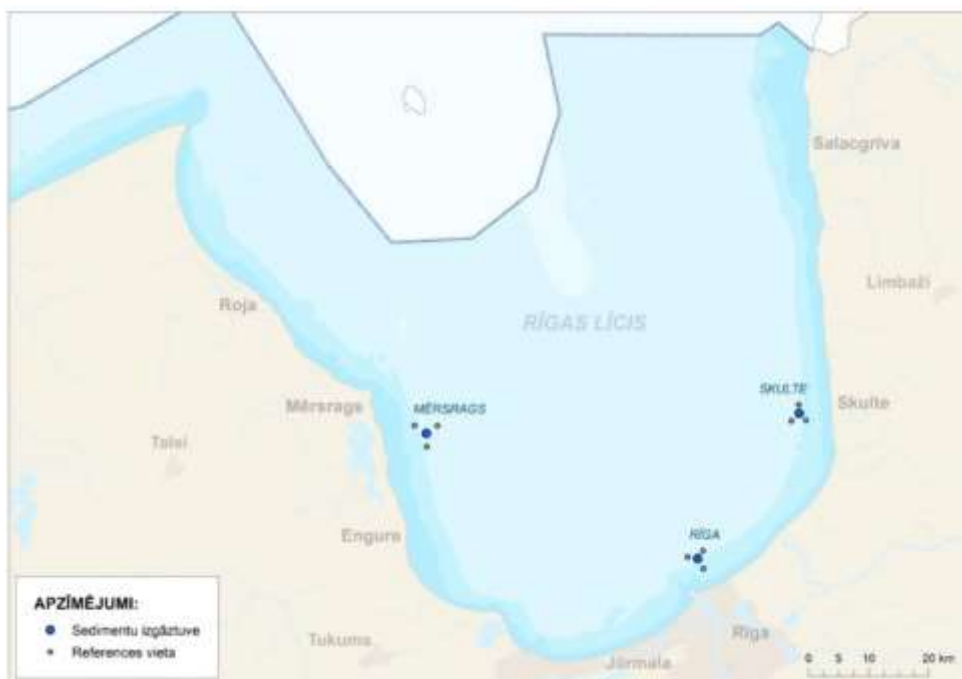 Salacgrīva
Limbaži
Roja
RĪGAS LĪCIS
SKULTE
Mērsrags
MĒRSRAGS
Skulte
Talsi
Engure
RĪGA
APZĪMĒJUMI:
Sedimentu izgāztuve
References vieta
Tukums
Rīga
Jūrmala
0 5 10 20 km